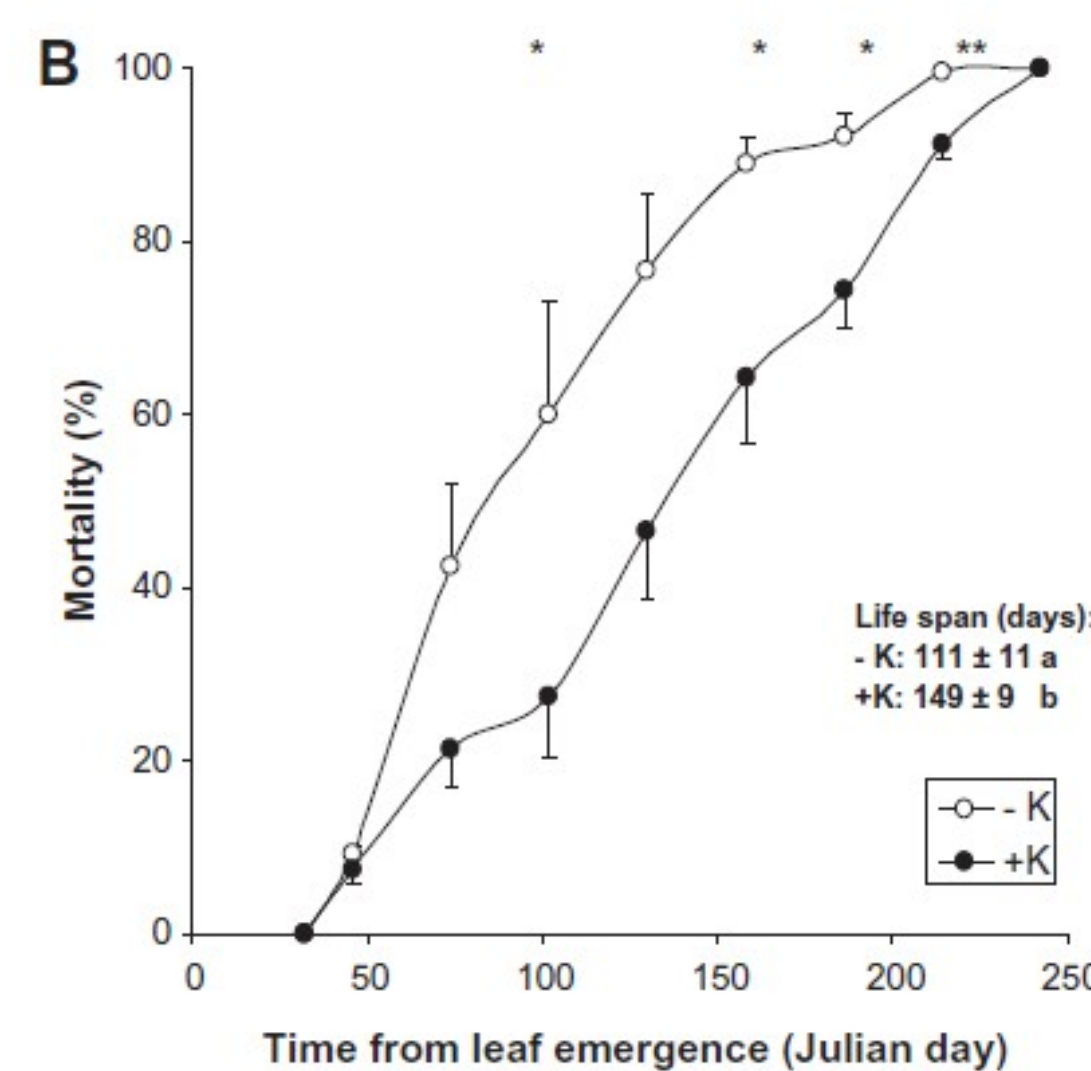 B
* * * **
100
80
60
40
20
0
Mortality (%)
Life span (days):
- K: 111 ± 11 a
+K: 149 ± 9 b
- K
+K
0 50 100 150 200 250
Time from leaf emergence (Julian day)